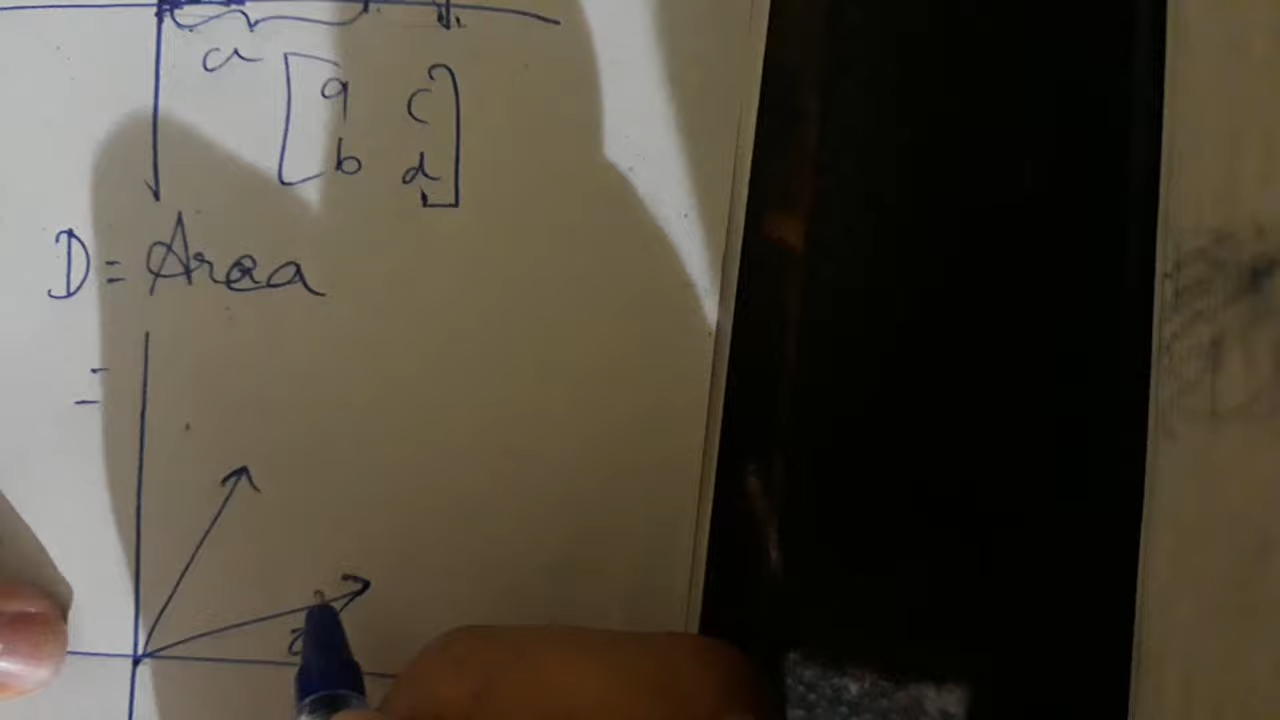 a
a c
b d
D = Area
=